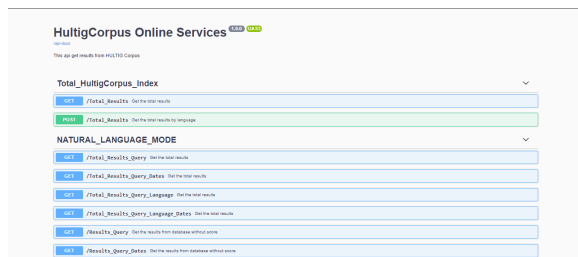 HultigCorpus Online Services 1.0.0 OAS3
/api-docs
This api get results from HULTIG Corpus
Total_HultigCorpus_Index
GET /Total_Results Get the total results
POST /Total_Results Get the total results by language
NATURAL_LANGUAGE_MODE
GET /Total_Results_Query Get the total results
GET /Total_Results_Query_Dates Get the total results
GET /Total_Results_Query_Language Get the total results
GET /Total_Results_Query_Language_Dates Get the total results
GET /Results_Query Get the results from database without score
GET /Results_Query_Dates Get the results from database without score